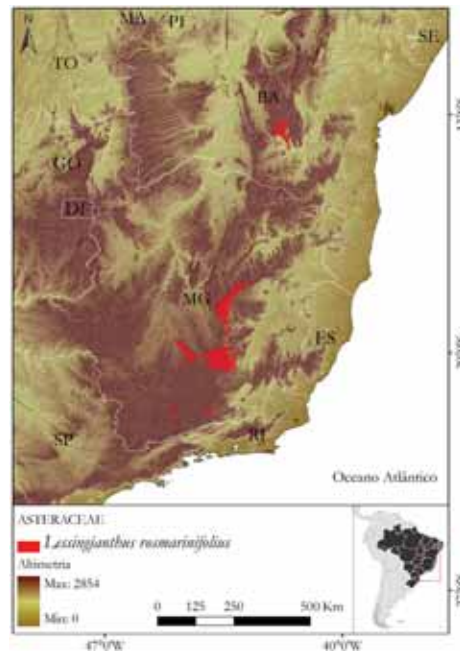 N
MA
PI
SE
TO
BA
GO
DF
MG
ES
SP
RJ
Oceano Atlântico
ASTERACEAE
Lessingianthus rosmarinifolius
Altimetria
Max: 2854
Min: 0
0 125 250 500 Km
47°0'W 40°0'W